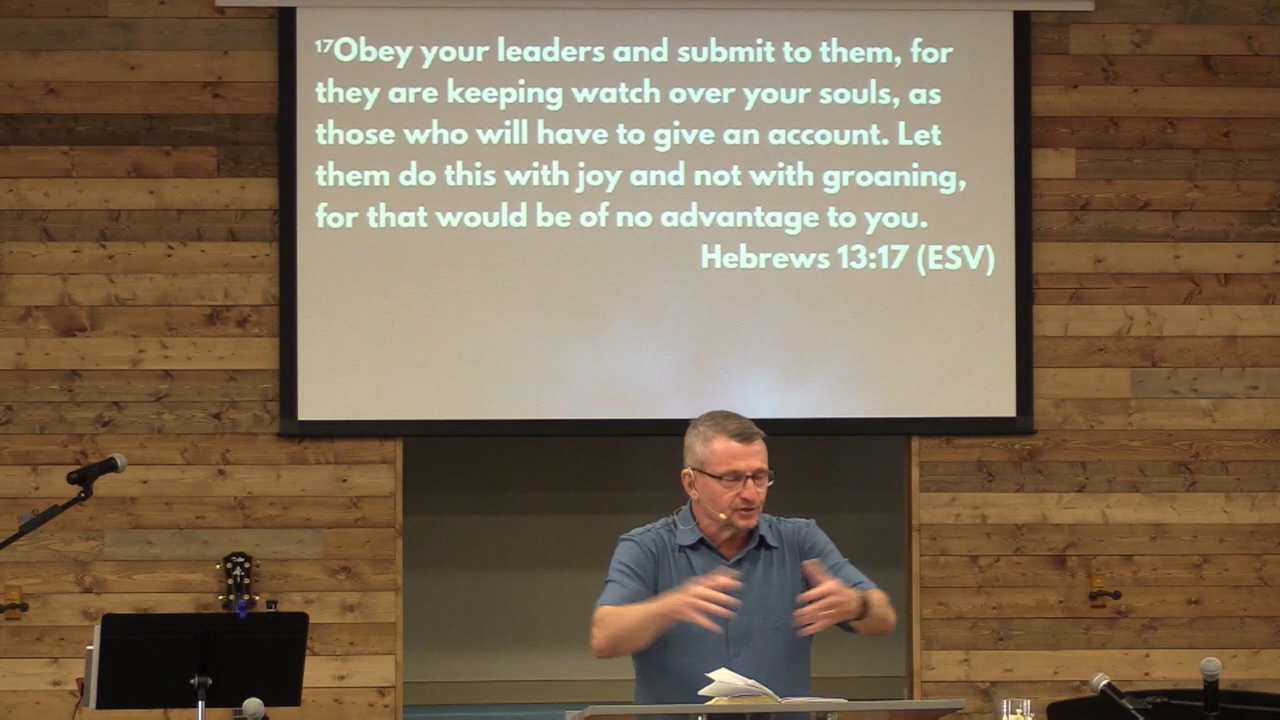 ¹⁷Obey your leaders and submit to them, for
they are keeping watch over your souls, as
those who will have to give an account. Let
them do this with joy and not with groaning,
for that would be of no advantage to you.
Hebrews 13:17 (ESV)